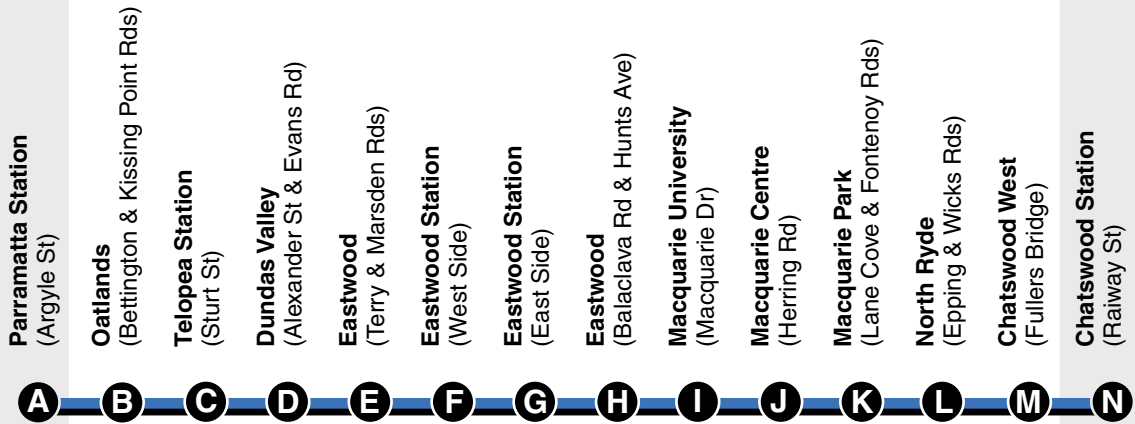 Parramatta Station
(Argyle St)
Oatlands
(Bettington & Kissing Point Rds)
Telopea Station
(Sturt St)
Dundas Valley
(Alexander St & Evans Rd)
Eastwood
(Terry & Marsden Rds)
Eastwood Station
(West Side)
Eastwood Station
(East Side)
Eastwood
(Balaclava Rd & Hunts Ave)
Macquarie University
(Macquarie Dr)
Macquarie Centre
(Herring Rd)
Macquarie Park
(Lane Cove & Fontenoy Rds)
North Ryde
(Epping & Wicks Rds)
Chatswood West
(Fullers Bridge)
Chatswood Station
(Raiway St)
A B C D E F G H I J K L M N